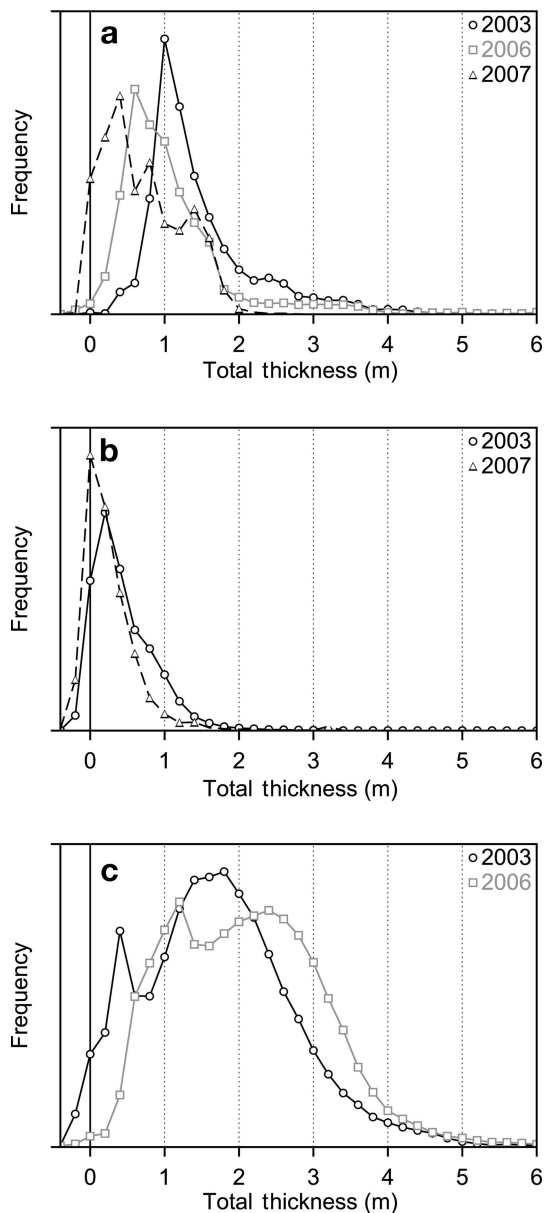 a
2003
2006
2007
Frequency
0 1 2 3 4 5 6
Total thickness (m)
b
2003
2007
Frequency
0 1 2 3 4 5 6
Total thickness (m)
c
2003
2006
Frequency
0 1 2 3 4 5 6
Total thickness (m)